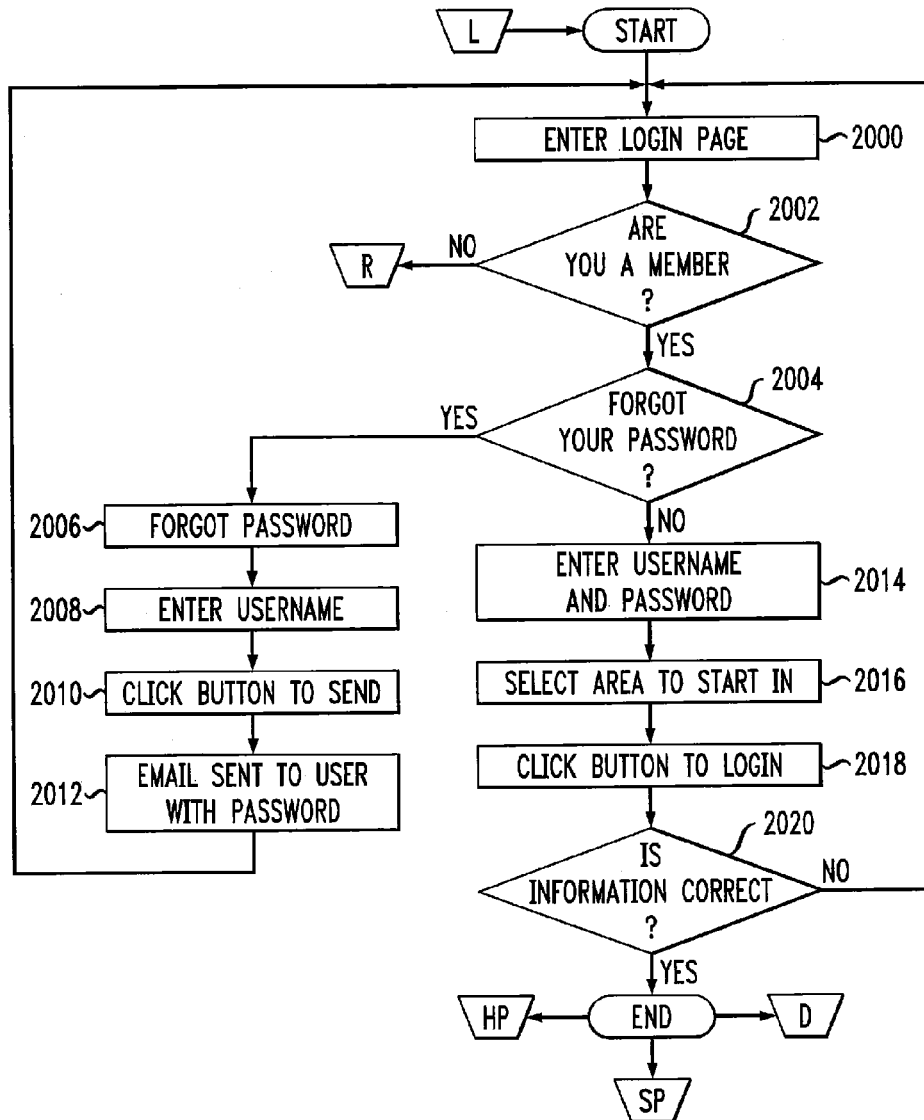 L
START
ENTER LOGIN PAGE
2000
2002
ARE
YOU A MEMBER
?
NO
R
YES
2004
FORGOT
YOUR PASSWORD
?
YES
NO
2006
FORGOT PASSWORD
2008
ENTER USERNAME
2010
CLICK BUTTON TO SEND
2012
EMAIL SENT TO USER
WITH PASSWORD
ENTER USERNAME
AND PASSWORD
2014
SELECT AREA TO START IN
2016
CLICK BUTTON TO LOGIN
2018
2020
IS
INFORMATION CORRECT
?
NO
YES
HP
END
D
SP